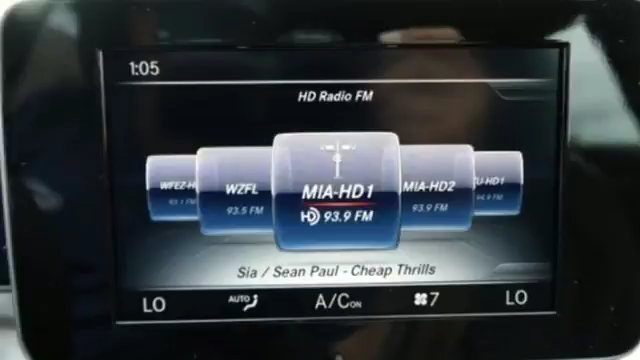 1:05
HD Radio FM
WFEZ-H WZFL MIA-HD1 MIA-HD2 U-HD1
93.1 FM 93.5 FM HD 93.9 FM 93.9 FM 94.9 FM
Sia / Sean Paul - Cheap Thrills
LO AUTO A/C ON 7 LO